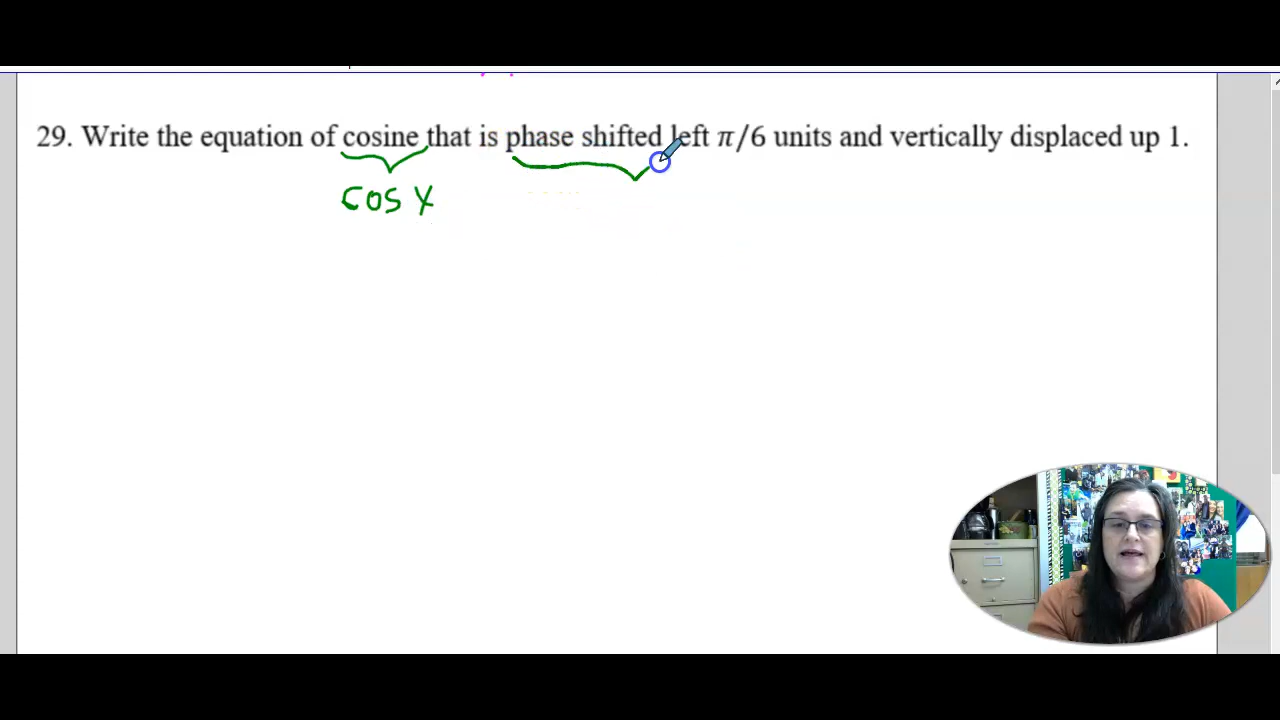 29. Write the equation of cosine that is phase shifted left π/6 units and vertically displaced up 1.
cos x